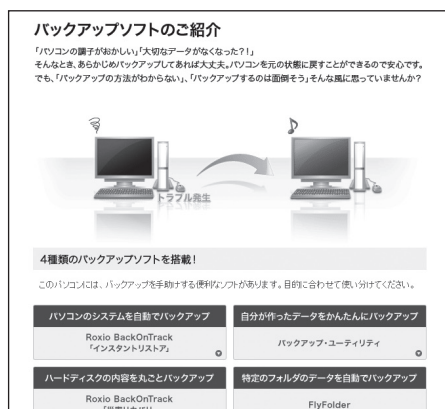 バックアップソフトのご紹介
「パソコンの調子がおかしい」「大切なデータがなくなった?!」
そんなとき、あらかじめバックアップしてあれば大丈夫。パソコンを元の状態に戻すことができるので安心です。
でも、「バックアップの方法がわからない」、「バックアップするのは面倒そう」そんな風に思っていませんか?
トラブル発生
4種類のバックアップソフトを搭載!
このパソコンには、バックアップを手助けする便利なソフトがあります。目的に合わせて使い分けてください。
パソコンのシステムを自動でバックアップ
自分が作ったデータをかんたんにバックアップ
Roxio BackOnTrack
「インスタントリストア」
バックアップ・ユーティリティ
ハードディスクの内容を丸ごとバックアップ
特定のフォルダのデータを自動でバックアップ
Roxio BackOnTrack
FlyFolder